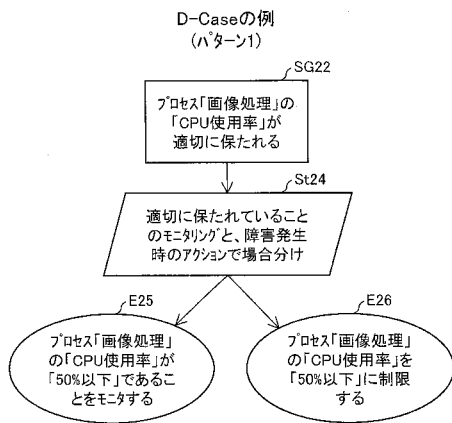 D-Caseの例
(ﾊﾟﾀｰﾝ1)
SG22
ﾌﾟﾛｾｽ「画像処理」の
「CPU使用率」が
適切に保たれる
St24
適切に保たれていること
のﾓﾆﾀﾘﾝｸﾞと、障害発生
時のｱｸｼｮﾝで場合分け
E25
ﾌﾟﾛｾｽ「画像処理」
の「CPU使用率」が
「50%以下」であるこ
とをﾓﾆﾀする
E26
ﾌﾟﾛｾｽ「画像処理」
の「CPU使用率」を
「50%以下」に制限
する